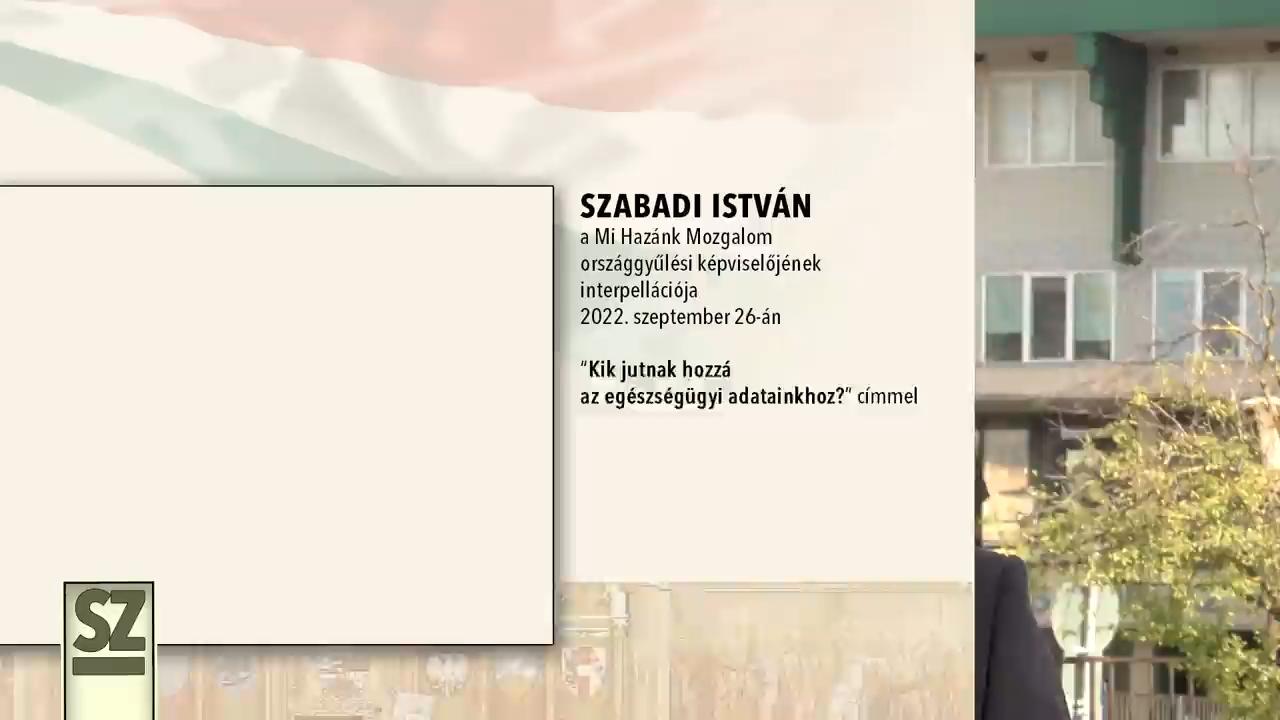 SZABADI ISTVÁN
a Mi Hazánk Mozgalom
országgyűlési képviselőjének
interpellációja
2022. szeptember 26-án
“Kik jutnak hozzá
az egészségügyi adatainkhoz?” címmel
SZ